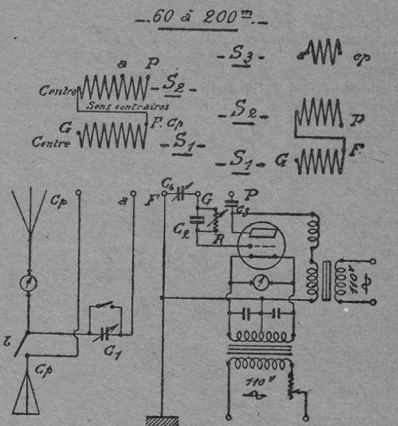 60 à 200m.
- S3 -
cp
a P
Centre
- S2 -
- S2 -
P
Sens contraires
G
F. Cp
Centre
- S1 -
- S1 -
G
F.
Cp
a
F
C4
G
P
C3
C2
R
C1
l
Cp
110v
110v